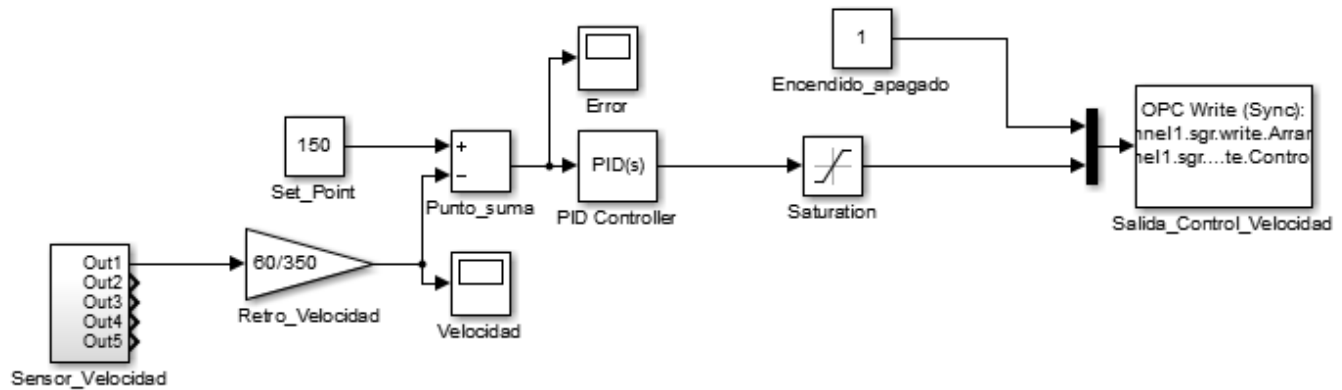 1
Encendido_apagado
Error
OPC Write (Sync):
nnel1.sgr.write.Arran
nel1.sgr....te.Contro
Salida_Control_Velocidad
150
Set_Point
+
−
Punto_suma
PID(s)
PID Controller
Saturation
Out1
Out2
Out3
Out4
Out5
Sensor_Velocidad
60/350
Retro_Velocidad
Velocidad